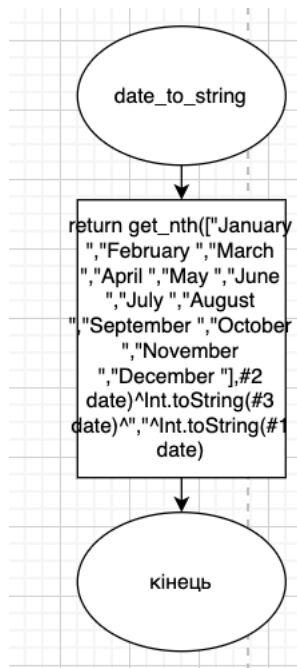 date_to_string
return get_nth(["January
","February ","March
","April ","May ","June
","July ","August
","September ","October
","November
","December "],#2
date)^Int.toString(#3
date)^","^Int.toString(#1
date)
кінець